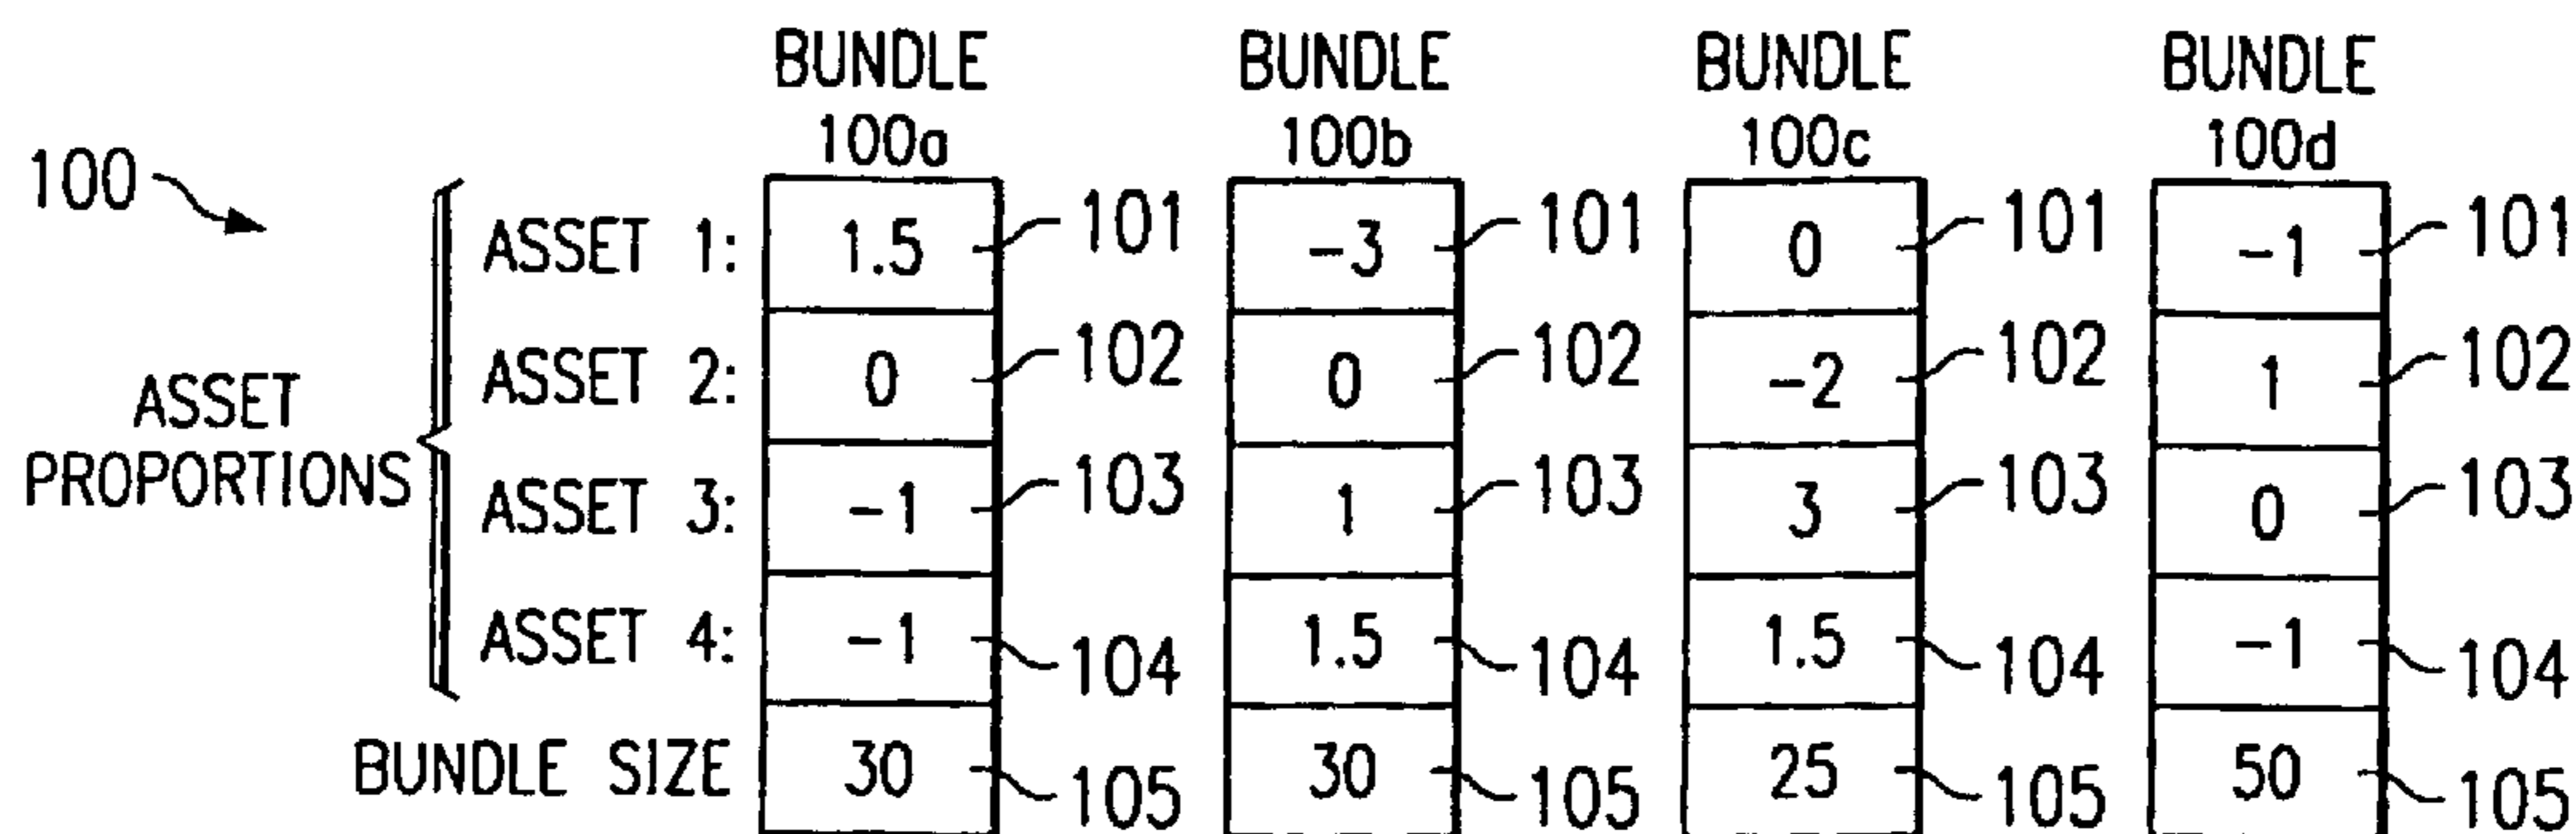 BUNDLE BUNDLE BUNDLE BUNDLE
100a 100b 100c 100d
100
ASSET 1: 1.5 101 -3 101 0 101 -1 101
ASSET 2: 0 102 0 102 -2 102 1 102
ASSET PROPORTIONS
ASSET 3: -1 103 1 103 3 103 0 103
ASSET 4: -1 104 1.5 104 1.5 104 -1 104
BUNDLE SIZE 30 105 30 105 25 105 50 105